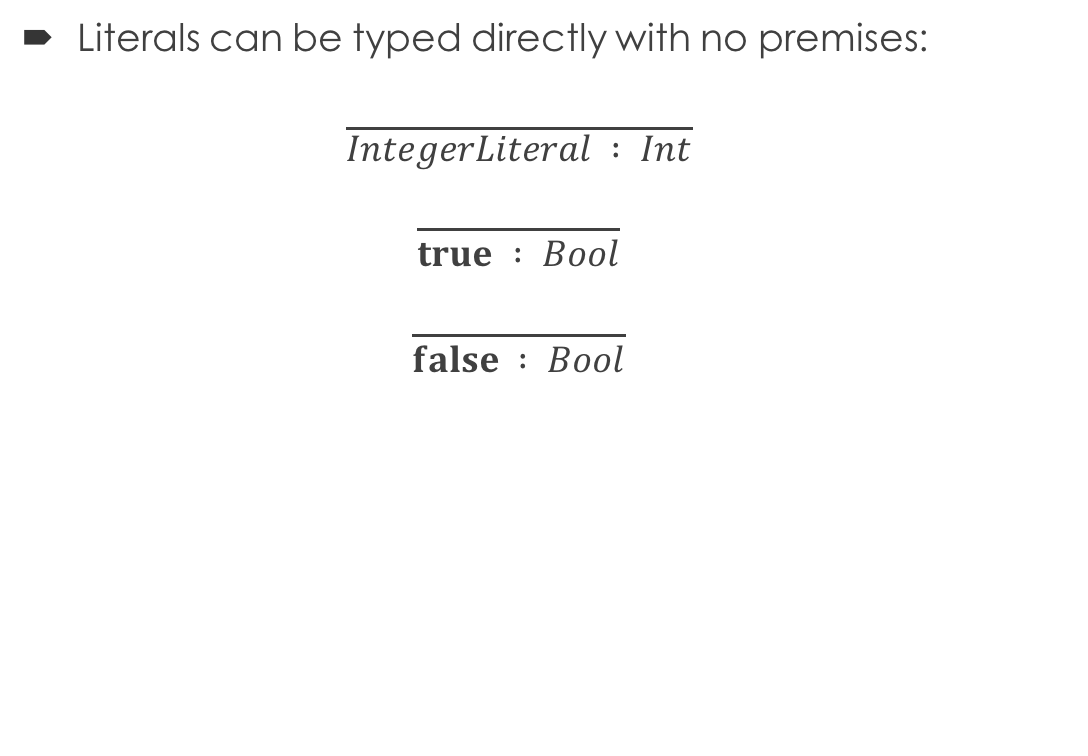 Literals can be typed directly with no premises:
IntegerLiteral : Int
true : Bool
false : Bool